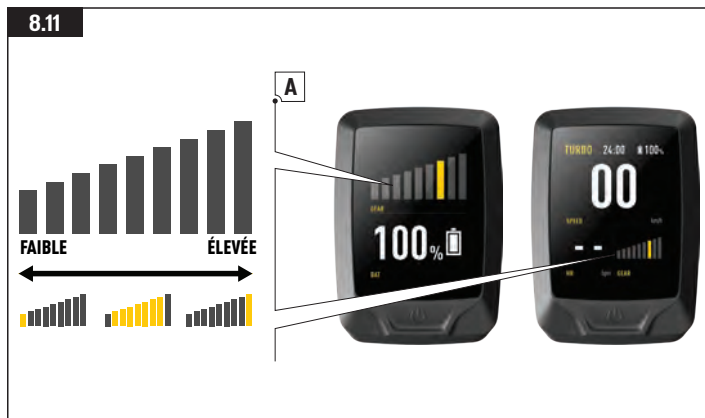 8.11
A
FAIBLE ÉLEVÉE
GEAR
100%
BAT
TURBO 24:00 100%
00
SPEED km/h
- -
HR bpm GEAR